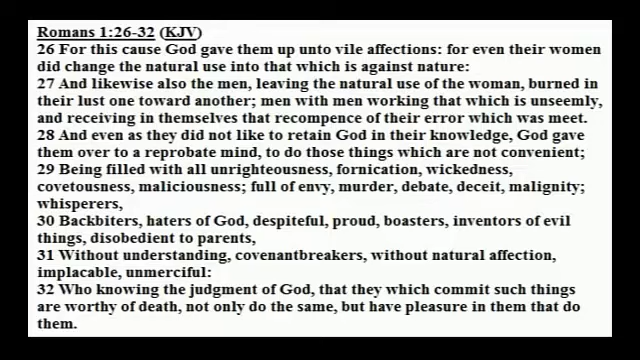 Romans 1:26-32 (KJV)
26 For this cause God gave them up unto vile affections: for even their women
did change the natural use into that which is against nature:
27 And likewise also the men, leaving the natural use of the woman, burned in
their lust one toward another; men with men working that which is unseemly,
and receiving in themselves that recompence of their error which was meet.
28 And even as they did not like to retain God in their knowledge, God gave
them over to a reprobate mind, to do those things which are not convenient;
29 Being filled with all unrighteousness, fornication, wickedness,
covetousness, maliciousness; full of envy, murder, debate, deceit, malignity;
whisperers,
30 Backbiters, haters of God, despiteful, proud, boasters, inventors of evil
things, disobedient to parents,
31 Without understanding, covenantbreakers, without natural affection,
implacable, unmerciful:
32 Who knowing the judgment of God, that they which commit such things
are worthy of death, not only do the same, but have pleasure in them that do
them.